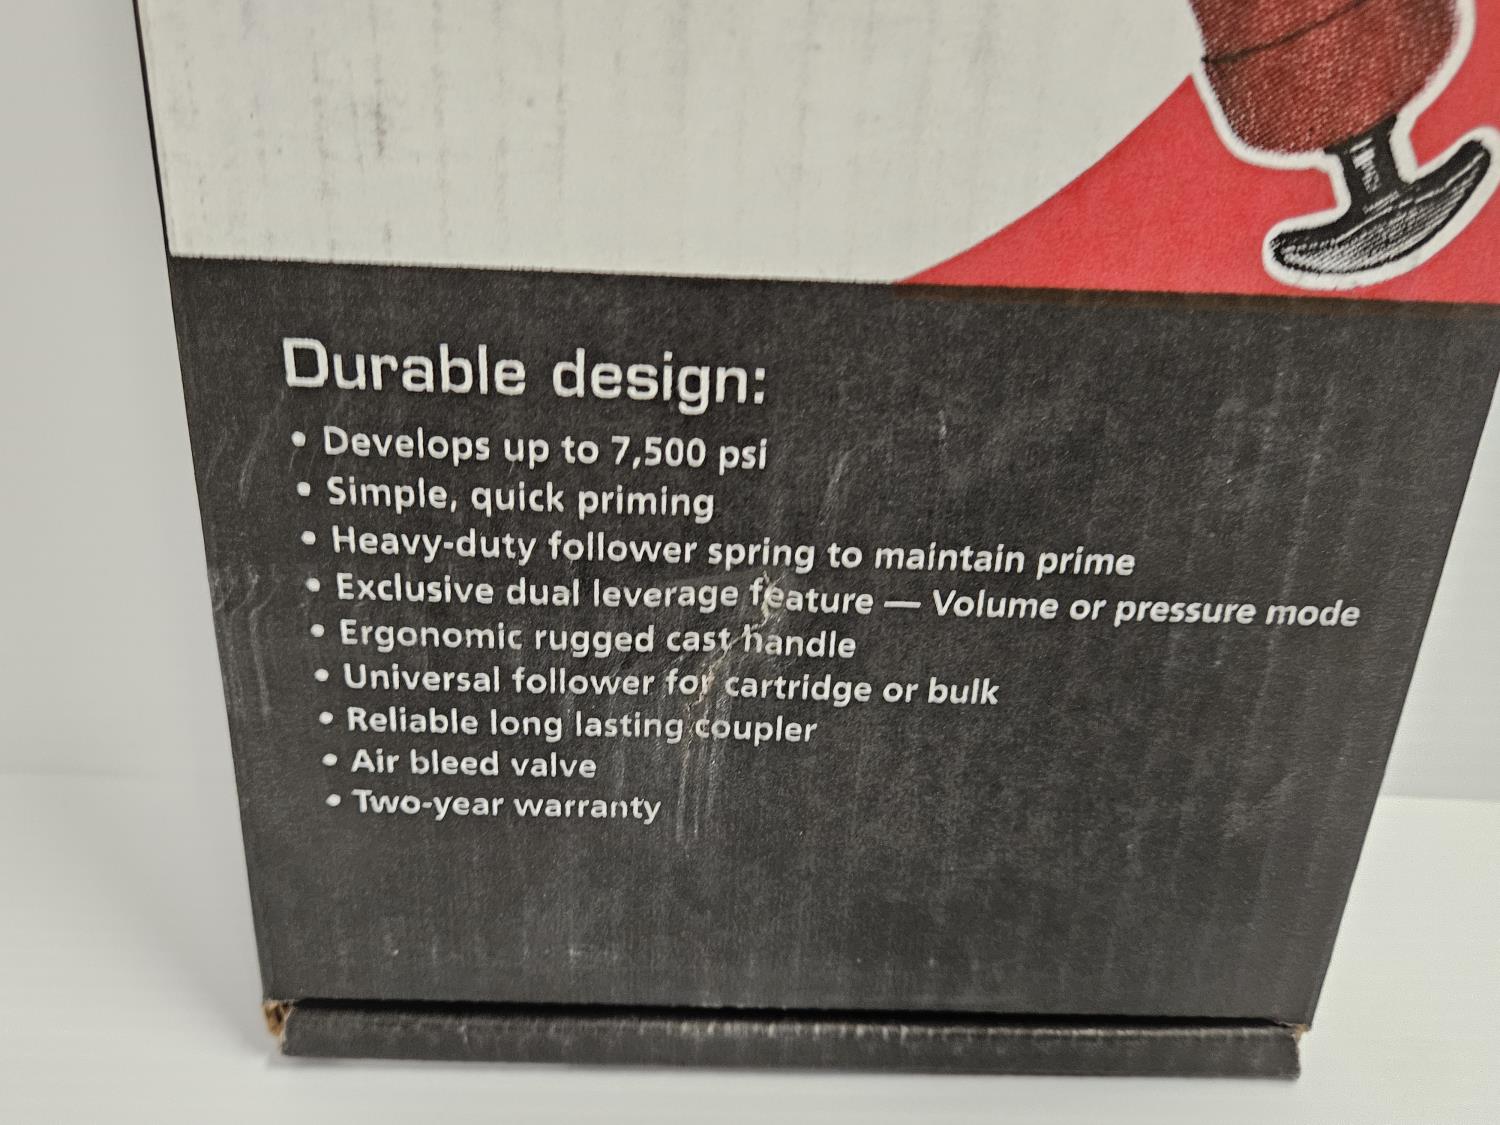 Durable design:
• Develops up to 7,500 psi
• Simple, quick priming
• Heavy-duty follower spring to maintain prime
• Exclusive dual leverage feature — Volume or pressure mode
• Ergonomic rugged cast handle
• Universal follower for cartridge or bulk
• Reliable long lasting coupler
• Air bleed valve
• Two-year warranty